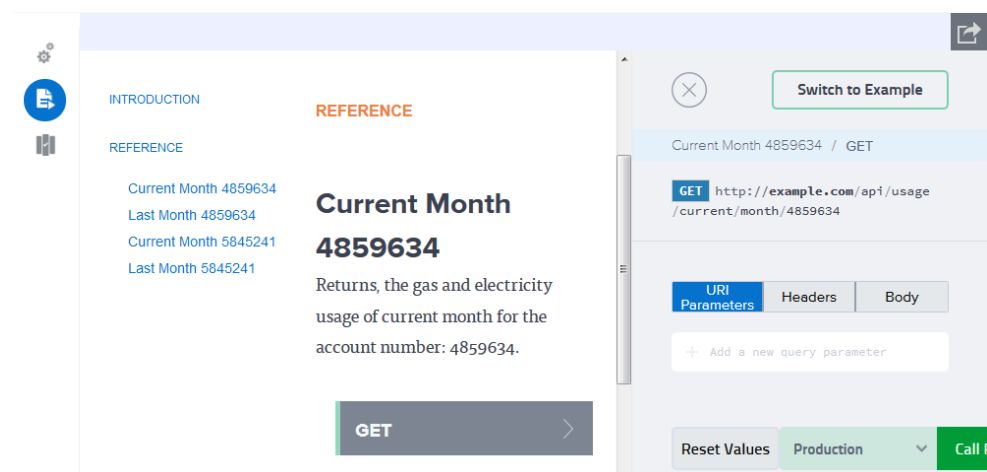 INTRODUCTION
REFERENCE
Current Month 4859634
Last Month 4859634
Current Month 5845241
Last Month 5845241
REFERENCE
Current Month
4859634
Returns, the gas and electricity
usage of current month for the
account number: 4859634.
GET
Switch to Example
Current Month 4859634 / GET
GET http://example.com/api/usage
/current/month/4859634
URI
Parameters
Headers
Body
+ Add a new query parameter
Reset Values
Production
Call